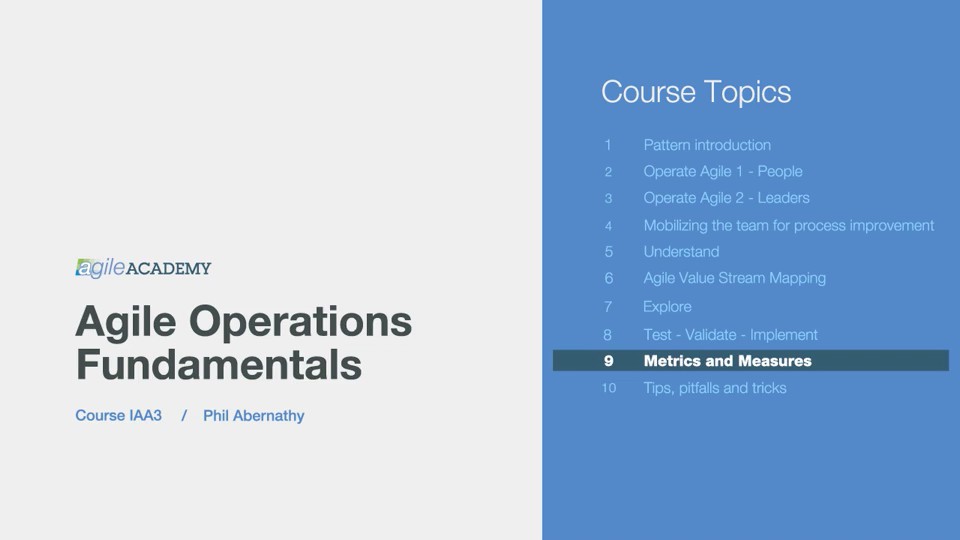 agileACADEMY
Agile Operations
Fundamentals
Course IAA3 / Phil Abernathy
Course Topics
1 Pattern introduction
2 Operate Agile 1 - People
3 Operate Agile 2 - Leaders
4 Mobilizing the team for process improvement
5 Understand
6 Agile Value Stream Mapping
7 Explore
8 Test - Validate - Implement
9 Metrics and Measures
10 Tips, pitfalls and tricks